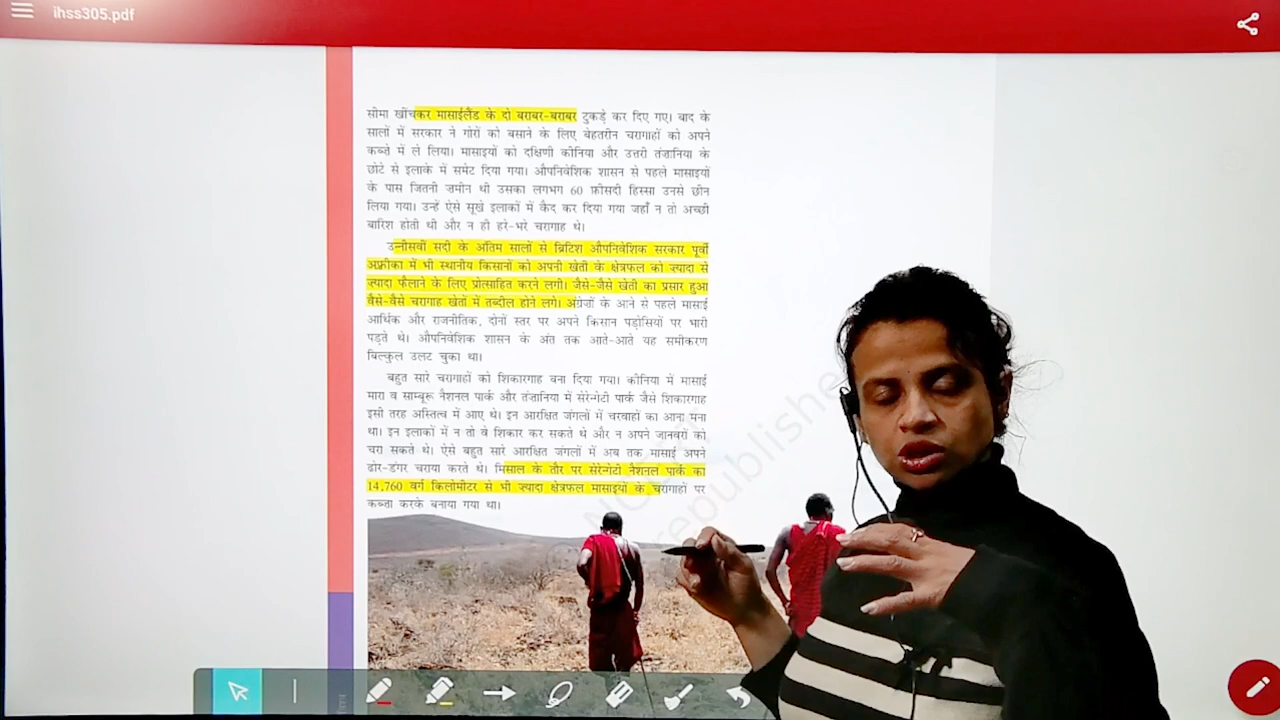 ihss305.pdf
सीमा खींचकर मासाईलैंड के दो बराबर-बराबर टुकड़े कर दिए गए। बाद के
सालों में सरकार ने गोरों को बसाने के लिए बेहतरीन चरागाहों को अपने
कब्ज़े में ले लिया। मासाइयों को दक्षिणी कीनिया और उत्तरी तंज़ानिया के
छोटे से इलाके में समेट दिया गया। औपनिवेशिक शासन से पहले मासाइयों
के पास जितनी ज़मीन थी उसका लगभग 60 फ़ीसदी हिस्सा उनसे छीन
लिया गया। उन्हें ऐसे सूखे इलाकों में कैद कर दिया गया जहाँ न तो अच्छी
बारिश होती थी और न ही हरे-भरे चरागाह थे।
उन्नीसवीं सदी के अंतिम सालों से ब्रिटिश औपनिवेशिक सरकार पूर्वी
अफ़्रीका में भी स्थानीय किसानों को अपनी खेती के क्षेत्रफल को ज़्यादा से
ज़्यादा फैलाने के लिए प्रोत्साहित करने लगी। जैसे-जैसे खेती का प्रसार हुआ
वैसे-वैसे चरागाह खेतों में तब्दील होने लगे। अंग्रेज़ों के आने से पहले मासाई
आर्थिक और राजनीतिक, दोनों स्तर पर अपने किसान पड़ोसियों पर भारी
पड़ते थे। औपनिवेशिक शासन के अंत तक आते-आते यह समीकरण
बिल्कुल उलट चुका था।
बहुत सारे चरागाहों को शिकारगाह बना दिया गया। कीनिया में मासाई
मारा व साम्बूरू नैशनल पार्क और तंज़ानिया में सेरेन्गेटी पार्क जैसे शिकारगाह
इसी तरह अस्तित्व में आए थे। इन आरक्षित जंगलों में चरवाहों का आना मना
था। इन इलाकों में न तो वे शिकार कर सकते थे और न अपने जानवरों को
चरा सकते थे। ऐसे बहुत सारे आरक्षित जंगलों में अब तक मासाई अपने
ढोर-डंगर चराया करते थे। मिसाल के तौर पर सेरेन्गेटी नैशनल पार्क का
14,760 वर्ग किलोमीटर से भी ज़्यादा क्षेत्रफल मासाइयों के चरागाहों पर
कब्ज़ा करके बनाया गया था।